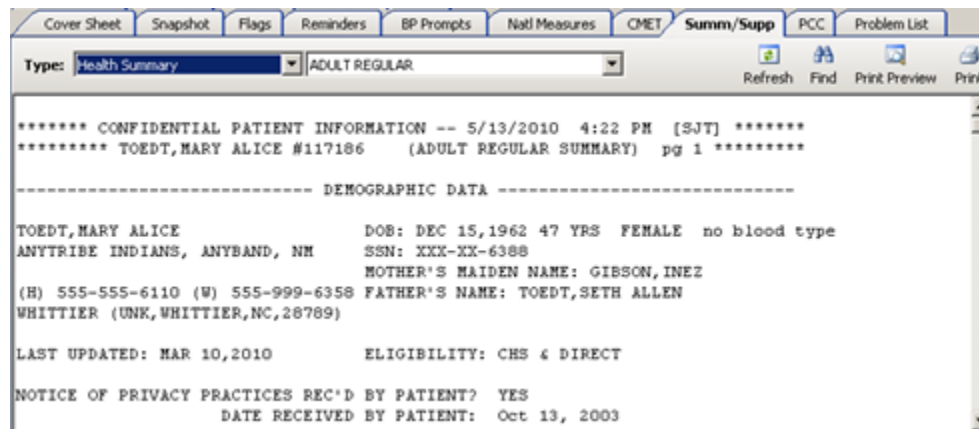 Cover Sheet Snapshot Flags Reminders BP Prompts Natl Measures CMET Summ/Supp PCC Problem List
Type: Health Summary ADULT REGULAR
Refresh Find Print Preview Print
******* CONFIDENTIAL PATIENT INFORMATION -- 5/13/2010 4:22 PM [SJT] *******
********* TOEDT,MARY ALICE #117186 (ADULT REGULAR SUMMARY) pg 1 *********
----------------------------- DEMOGRAPHIC DATA -----------------------------
TOEDT,MARY ALICE DOB: DEC 15,1962 47 YRS FEMALE no blood type
ANYTRIBE INDIANS, ANYBAND, NM SSN: XXX-XX-6388
MOTHER'S MAIDEN NAME: GIBSON,INEZ
(H) 555-555-6110 (W) 555-999-6358 FATHER'S NAME: TOEDT,SETH ALLEN
WHITTIER (UNK,WHITTIER,NC,28789)
LAST UPDATED: MAR 10,2010 ELIGIBILITY: CHS & DIRECT
NOTICE OF PRIVACY PRACTICES REC'D BY PATIENT? YES
DATE RECEIVED BY PATIENT: Oct 13, 2003